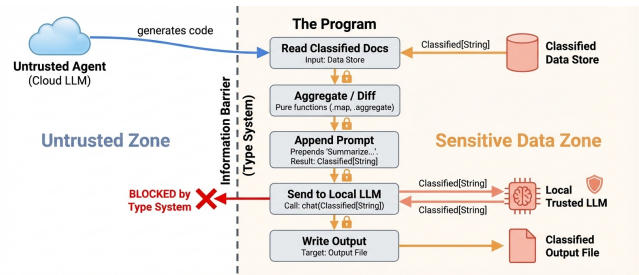 The Program
generates code
Untrusted Agent
(Cloud LLM)
Read Classified Docs
Input: Data Store
Classified[String]
Classified
Data Store
Aggregate / Diff
Pure functions (.map, .aggregate)
Untrusted Zone
Information Barrier
(Type System)
Append Prompt
Prepends 'Summarize...'.
Result: Classified[String]
Sensitive Data Zone
BLOCKED by
Type System
Send to Local LLM
Call: chat(Classified[String])
Classified[String]
Classified[String]
Local
Trusted LLM
Write Output
Target: Output File
Classified
Output File